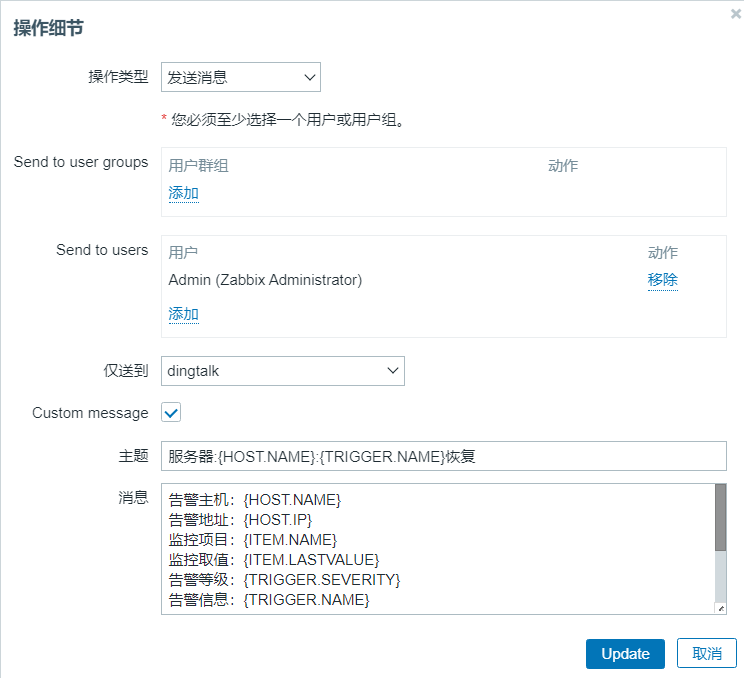 操作细节
操作类型 发送消息
* 您必须至少选择一个用户或用户组。
Send to user groups 用户群组 动作
添加
Send to users 用户 动作
Admin (Zabbix Administrator) 移除
添加
仅送到 dingtalk
Custom message
主题 服务器:{HOST.NAME}:{TRIGGER.NAME}恢复
消息 告警主机：{HOST.NAME}
告警地址：{HOST.IP}
监控项目：{ITEM.NAME}
监控取值：{ITEM.LASTVALUE}
告警等级：{TRIGGER.SEVERITY}
告警信息：{TRIGGER.NAME}
Update 取消